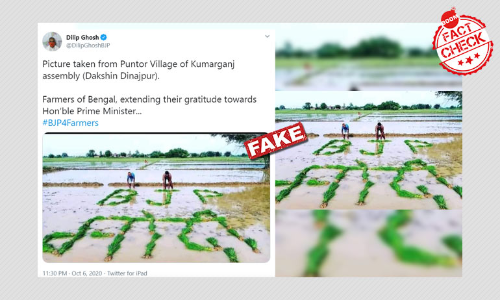 Dilip Ghosh
@DilipGhoshBJP
Picture taken from Puntor Village of Kumarganj
assembly (Dakshin Dinajpur).
Farmers of Bengal, extending their gratitude towards
Hon'ble Prime Minister...
#BJP4Farmers
BJP
11:30 PM · Oct 6, 2020 · Twitter for iPad
FAKE
BJP
BOOM
FACT
CHECK